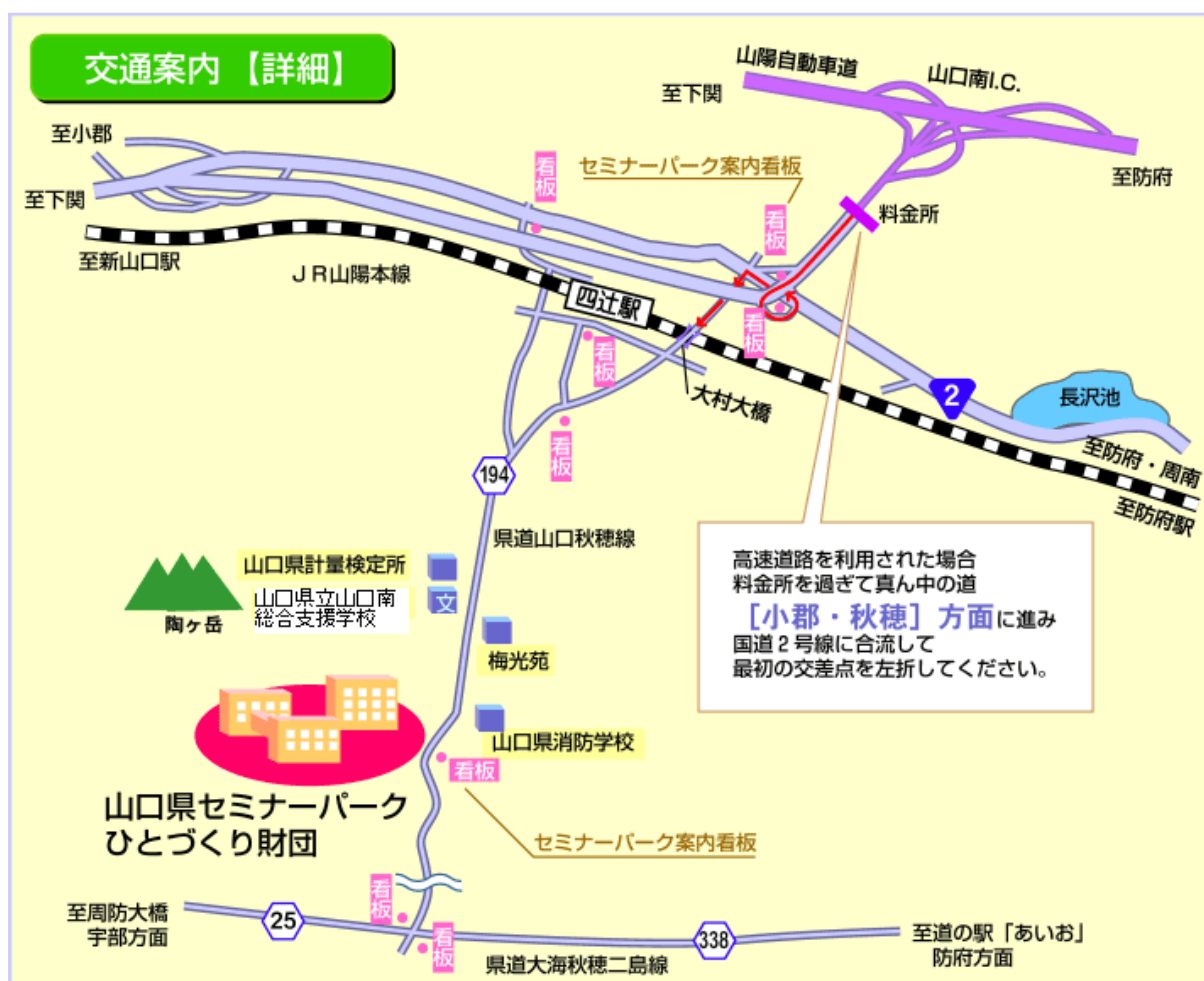 交通案内 【詳細】
山陽自動車道
山口南I.C.
至下関
至小郡
セミナーパーク案内看板
看板
至防府
至下関
看板
料金所
至新山口駅
JR山陽本線
四辻駅
看板
看板
大村大橋
2
長沢池
看板
至防府・周南
194
至防府駅
県道山口秋穂線
高速道路を利用された場合
料金所を過ぎて真ん中の道
[小郡・秋穂] 方面に進み
国道2号線に合流して
最初の交差点を左折してください。
山口県計量検定所
山口県立山口南
総合支援学校
文
陶ヶ岳
梅光苑
山口県消防学校
看板
山口県セミナーパーク
ひとづくり財団
セミナーパーク案内看板
看板
至周防大橋
宇部方面
25
338
看板
県道大海秋穂二島線
至道の駅「あいお」
防府方面